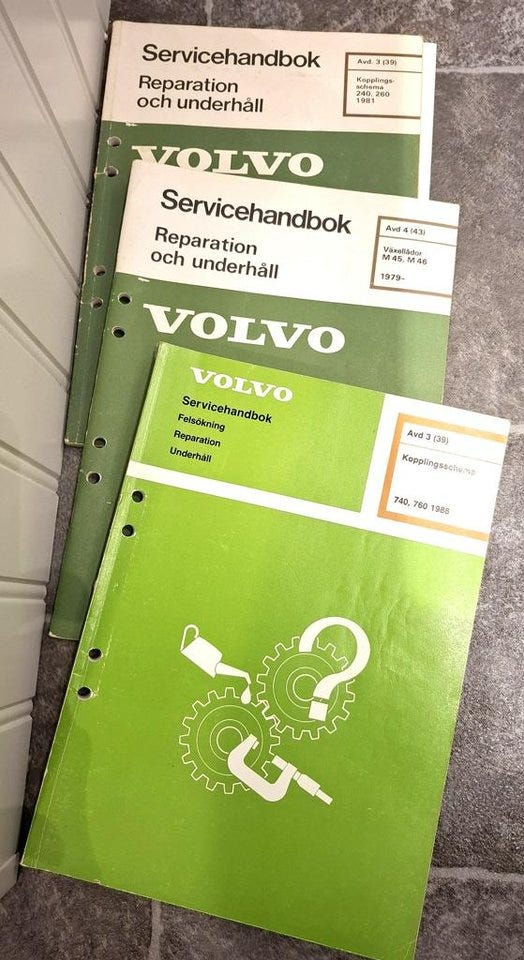 Servicehandbok
Reparation
och underhåll
Avd. 3 (39)
Kopplings-
schema
240, 260
1981
VOLVO
Servicehandbok
Reparation
och underhåll
Avd 4 (43)
Växellådor
M 45, M 46
1979-
VOLVO
VOLVO
Servicehandbok
Felsökning
Reparation
Underhåll
Avd 3 (39)
Kopplingsschema
740, 760 1988